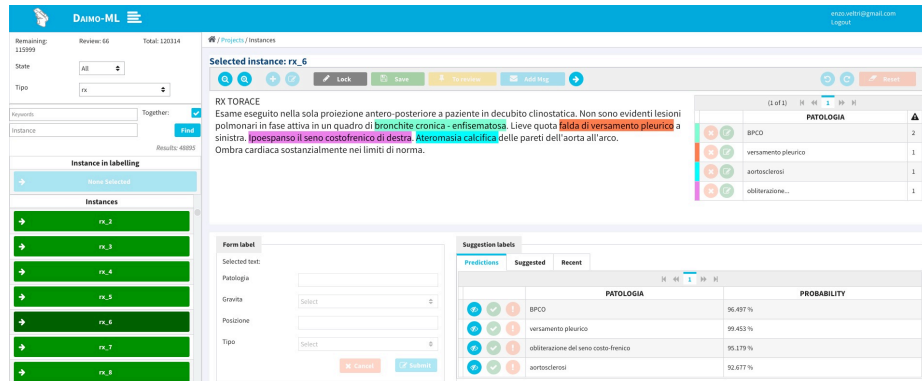 DAIMO-ML
enzo.veltri@gmail.com
Logout
Remaining: 115999
Review: 66
Total: 120314
State
All
Tipo
rx
Keywords
Together:
Instance
Find
Results: 48895
Instance in labelling
None Selected
Instances
rx_2
rx_3
rx_4
rx_5
rx_6
rx_7
rx_8
/ Projects / Instances
Selected instance: rx_6
Lock
Save
To review
Add Msg
Reset
RX TORACE
Esame eseguito nella sola proiezione antero-posteriore a paziente in decubito clinostatica. Non sono evidenti lesioni
polmonari in fase attiva in un quadro di bronchite cronica - enfisematosa. Lieve quota falda di versamento pleurico a
sinistra. Ipoespanso il seno costofrenico di destra. Ateromasia calcifica delle pareti dell'aorta all'arco.
Ombra cardiaca sostanzialmente nei limiti di norma.
(1 of 1)
1
PATOLOGIA
BPCO 2
versamento pleurico 1
aortosclerosi 1
obliterazione... 1
Form label
Selected text:
Patologia
Gravita
Select
Posizione
Tipo
Select
Cancel
Submit
Suggestion labels
Predictions
Suggested
Recent
1
PATOLOGIA PROBABILITY
BPCO 96.497 %
versamento pleurico 99.453 %
obliterazione del seno costo-frenico 95.179 %
aortosclerosi 92.677 %